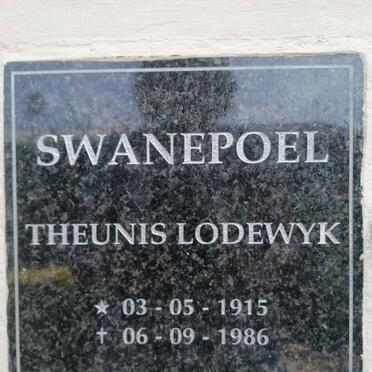 SWANEPOEL
THEUNIS LODEWYK
★ 03 - 05 - 1915
✝ 06 - 09 - 1986